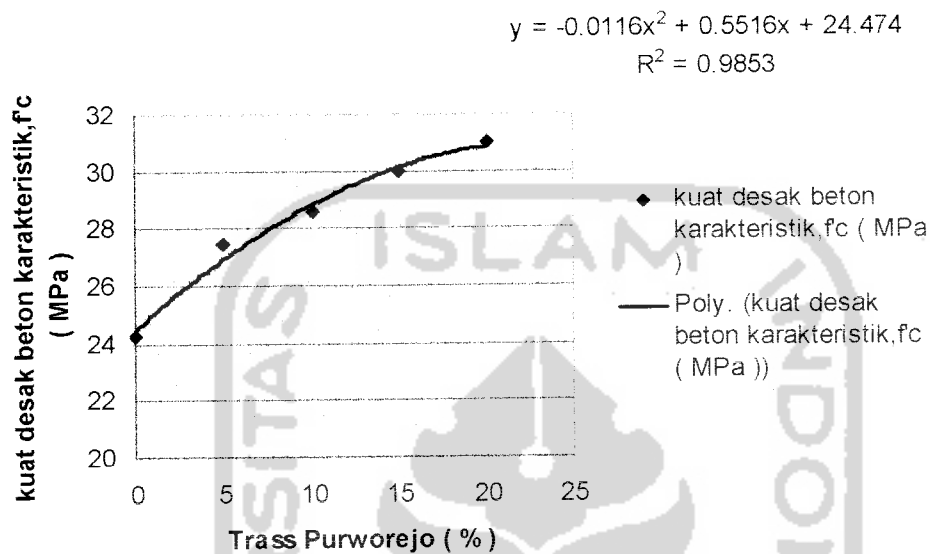 y = -0.0116x² + 0.5516x + 24.474
R² = 0.9853
kuat desak beton karakteristik,f'c
( MPa )
32
30
28
26
24
22
20
0 5 10 15 20 25
Trass Purworejo ( % )
kuat desak beton
karakteristik,f'c ( MPa
)
Poly. (kuat desak
beton karakteristik,f'c
( MPa ))
ISLAM